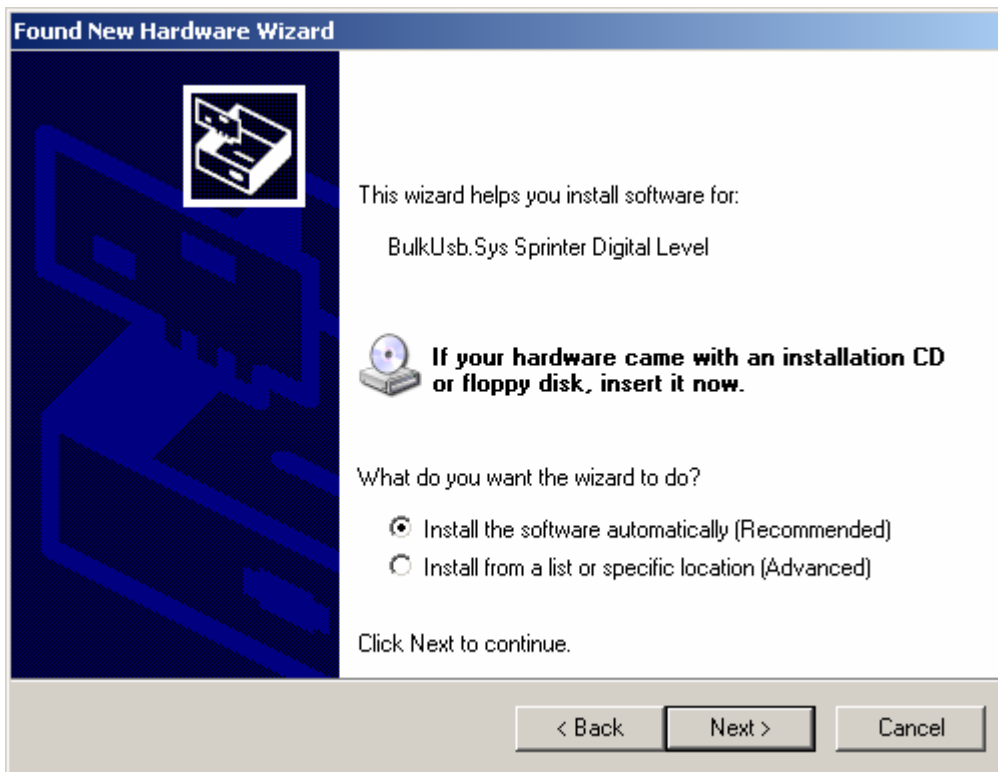 Found New Hardware Wizard
This wizard helps you install software for:
BulkUsb.Sys Sprinter Digital Level
If your hardware came with an installation CD
or floppy disk, insert it now.
What do you want the wizard to do?
Install the software automatically (Recommended)
Install from a list or specific location (Advanced)
Click Next to continue.
< Back Next > Cancel